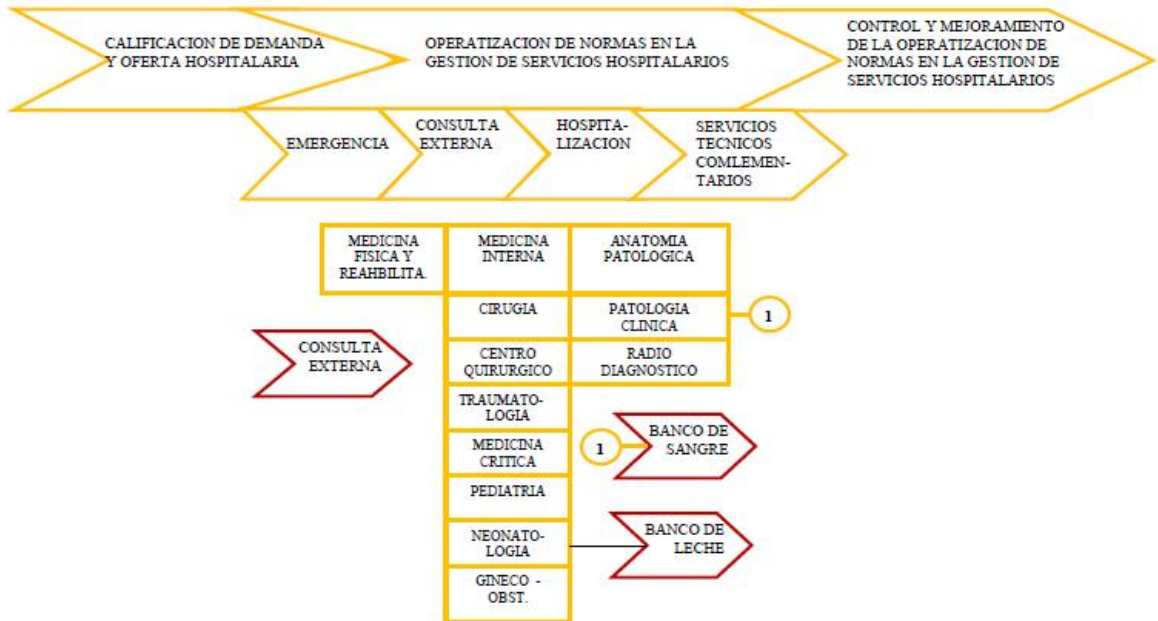 CALIFICACION DE DEMANDA
Y OFERTA HOSPITALARIA
OPERATIZACION DE NORMAS EN LA
GESTION DE SERVICIOS HOSPITALARIOS
CONTROL Y MEJORAMIENTO
DE LA OPERATIZACION DE
NORMAS EN LA GESTION DE
SERVICIOS HOSPITALARIOS
EMERGENCIA
CONSULTA
EXTERNA
HOSPITA-
LIZACION
SERVICIOS
TECNICOS
COMLEMEN-
TARIOS
MEDICINA
FISICA Y
REAHBILITA.
MEDICINA
INTERNA
ANATOMIA
PATOLOGICA
CIRUGIA
PATOLOGIA
CLINICA
1
CONSULTA
EXTERNA
CENTRO
QUIRURGICO
RADIO
DIAGNOSTICO
TRAUMATO-
LOGIA
MEDICINA
CRITICA
1
BANCO DE
SANGRE
PEDIATRIA
NEONATO-
LOGIA
BANCO DE
LECHE
GINECO -
OBST.